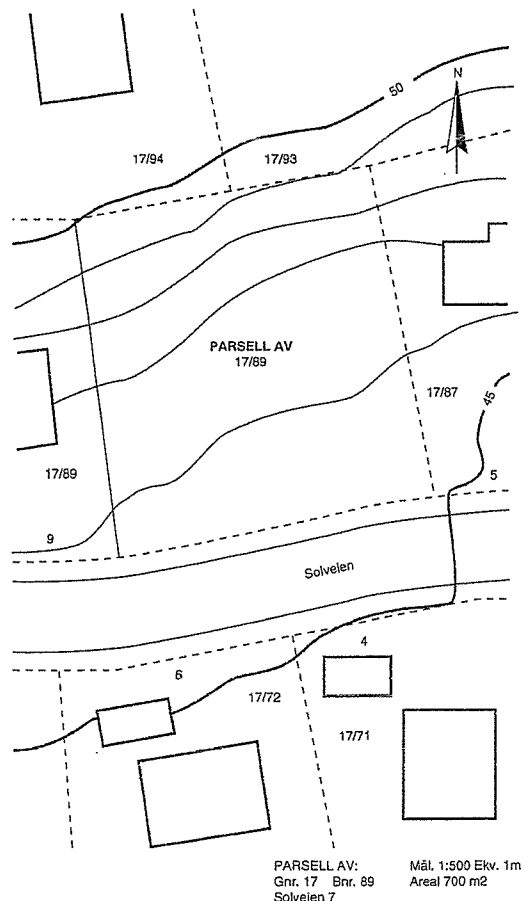 50
N
17/94
17/93
PARSELL AV
17/89
17/87
45
17/89
5
9
Solveien
4
6
17/72
17/71
PARSELL AV: Mål. 1:500 Ekv. 1m
Gnr. 17 Bnr. 89 Areal 700 m2
Solveien 7